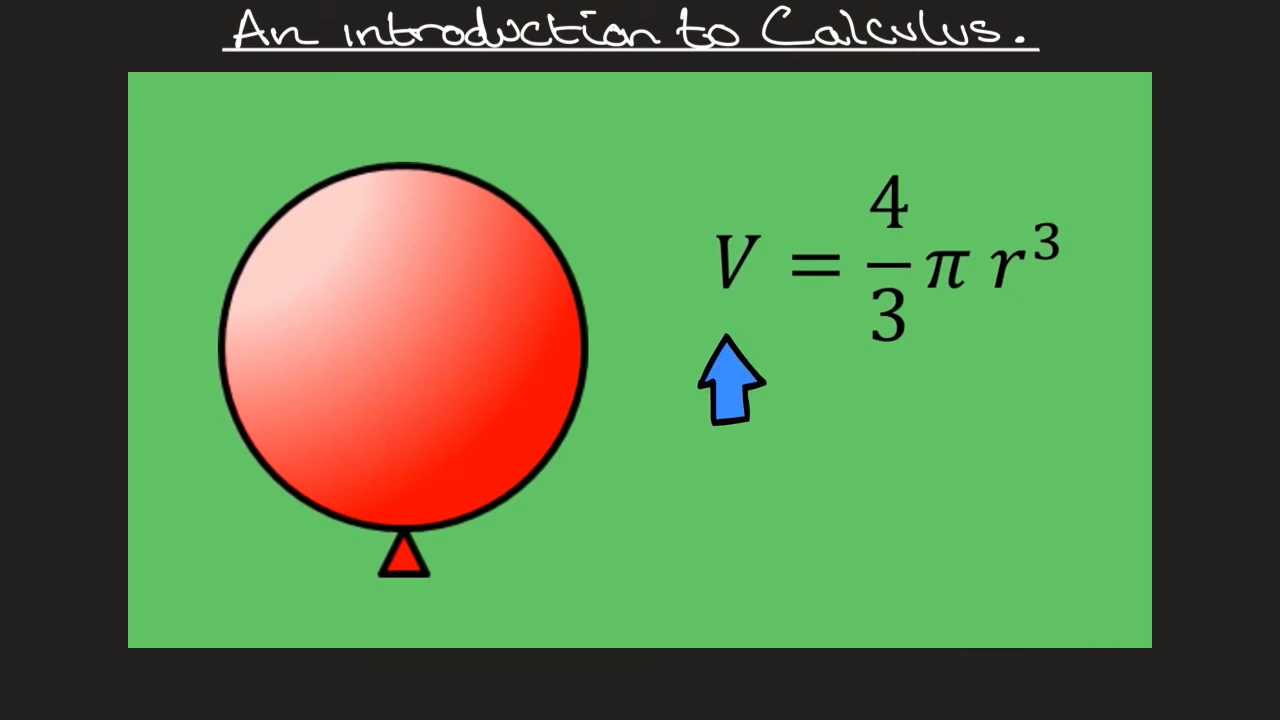 An introduction to Calculus.
V = 4/3 π r³